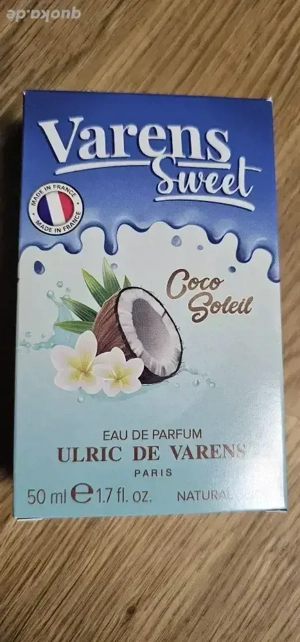 quoka.de
Varens
Sweet
MADE IN FRANCE
MADE IN FRANCE
Coco
Soleil
EAU DE PARFUM
ULRIC DE VARENS
PARIS
50 ml e 1.7 fl. oz. NATURAL